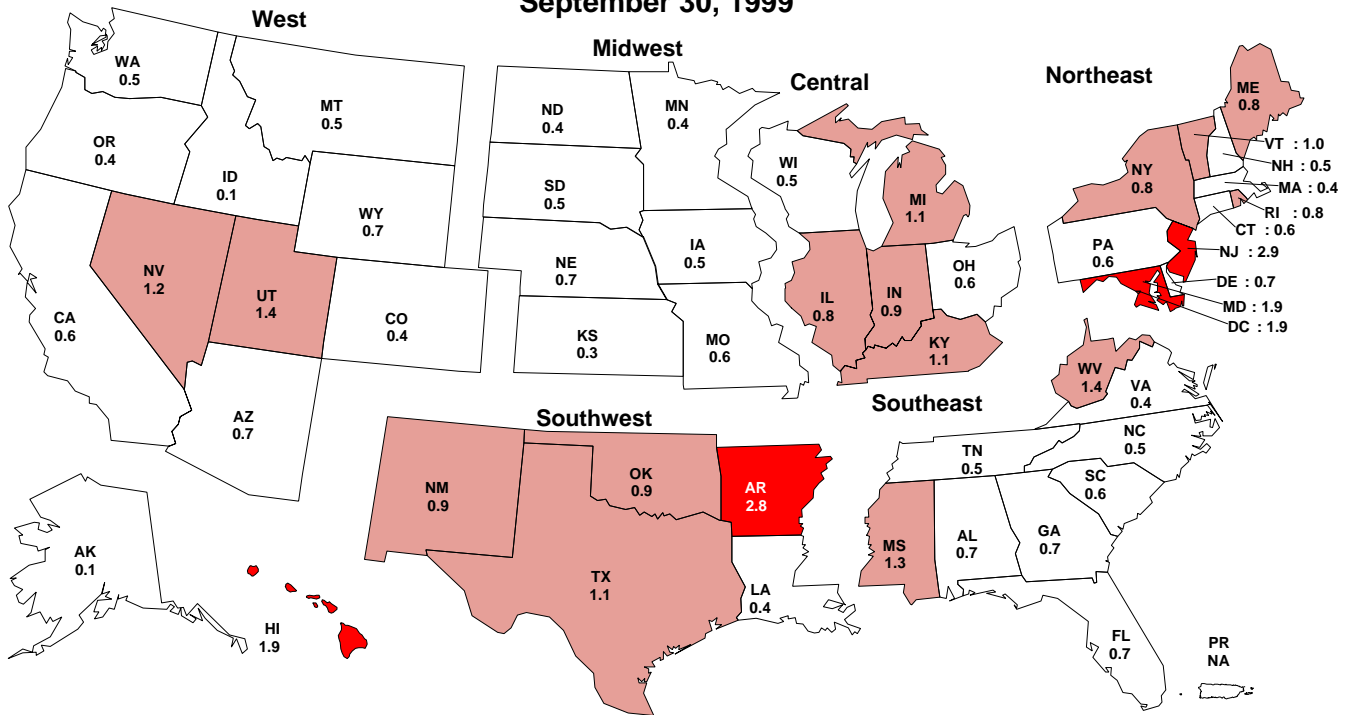 September 30, 1999
West
Midwest
Central
Northeast
WA
0.5
MT
0.5
OR
0.4
ID
0.1
WY
0.7
NV
1.2
UT
1.4
CA
0.6
CO
0.4
AZ
0.7
AK
0.1
HI
1.9
ND
0.4
MN
0.4
SD
0.5
NE
0.7
IA
0.5
KS
0.3
MO
0.6
WI
0.5
MI
1.1
IL
0.8
IN
0.9
OH
0.6
KY
1.1
ME
0.8
VT : 1.0
NH : 0.5
MA : 0.4
RI : 0.8
CT : 0.6
NJ : 2.9
DE : 0.7
MD : 1.9
DC : 1.9
NY
0.8
PA
0.6
Southwest
NM
0.9
OK
0.9
AR
2.8
TX
1.1
LA
0.4
Southeast
WV
1.4
VA
0.4
TN
0.5
NC
0.5
SC
0.6
MS
1.3
AL
0.7
GA
0.7
FL
0.7
PR
NA